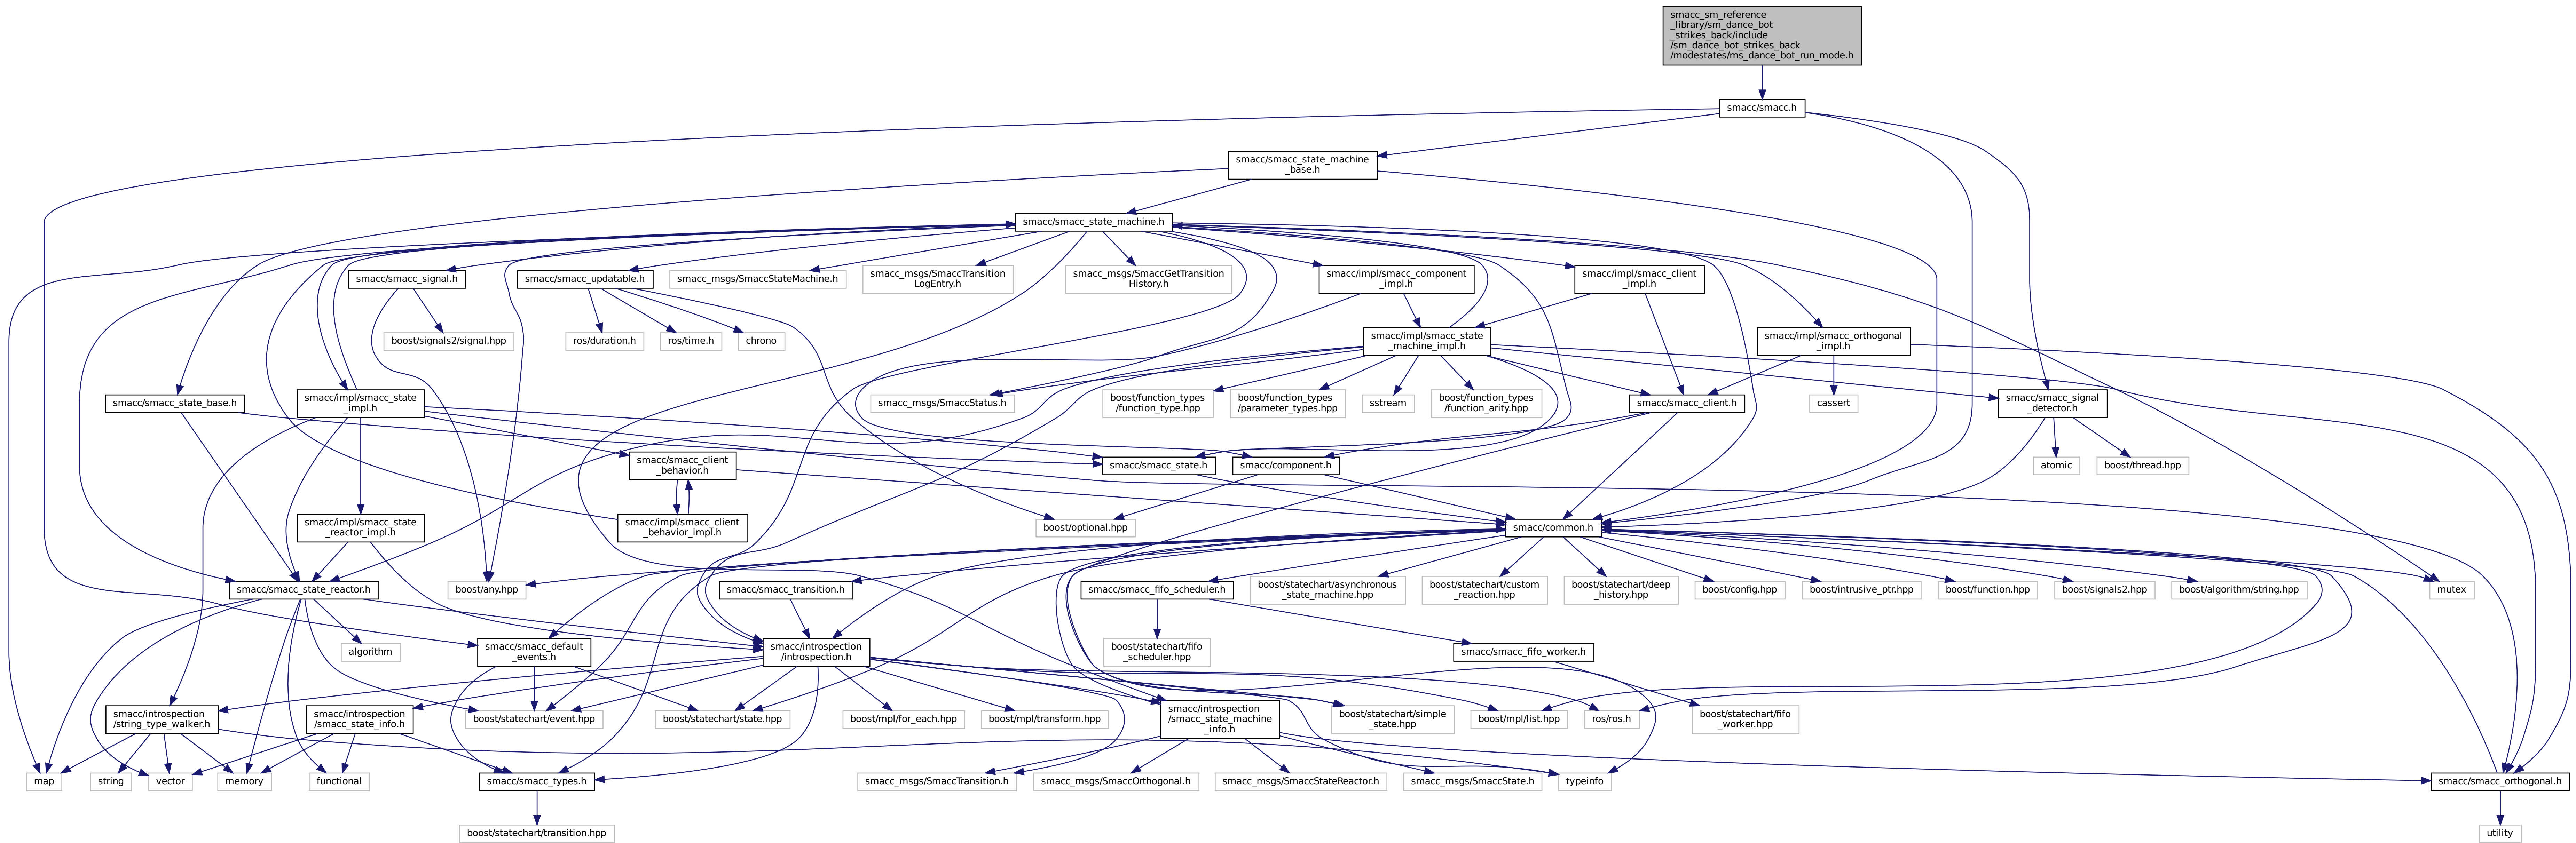 smacc_sm_reference
_library/sm_dance_bot
_strikes_back/include
/sm_dance_bot_strikes_back
/modestates/ms_dance_bot_run_mode.h
smacc/smacc.h
smacc/smacc_state_machine
_base.h
smacc/smacc_state_machine.h
smacc/smacc_signal.h
smacc/smacc_updatable.h
smacc_msgs/SmaccStateMachine.h
smacc_msgs/SmaccTransition
LogEntry.h
smacc_msgs/SmaccGetTransition
History.h
smacc/impl/smacc_component
_impl.h
smacc/impl/smacc_client
_impl.h
boost/signals2/signal.hpp
ros/duration.h
ros/time.h
chrono
smacc/impl/smacc_state
_machine_impl.h
smacc/impl/smacc_orthogonal
_impl.h
smacc/smacc_state_base.h
smacc/impl/smacc_state
_impl.h
smacc_msgs/SmaccStatus.h
boost/function_types
/function_type.hpp
boost/function_types
/parameter_types.hpp
sstream
boost/function_types
/function_arity.hpp
smacc/smacc_client.h
cassert
smacc/smacc_signal
_detector.h
smacc/smacc_client
_behavior.h
smacc/smacc_state.h
smacc/component.h
atomic
boost/thread.hpp
smacc/impl/smacc_state
_reactor_impl.h
smacc/impl/smacc_client
_behavior_impl.h
boost/optional.hpp
smacc/common.h
smacc/smacc_state_reactor.h
boost/any.hpp
smacc/smacc_transition.h
smacc/smacc_fifo_scheduler.h
boost/statechart/asynchronous
_state_machine.hpp
boost/statechart/custom
_reaction.hpp
boost/statechart/deep
_history.hpp
boost/config.hpp
boost/intrusive_ptr.hpp
boost/function.hpp
boost/signals2.hpp
boost/algorithm/string.hpp
mutex
algorithm
smacc/smacc_default
_events.h
smacc/introspection
/introspection.h
boost/statechart/fifo
_scheduler.hpp
smacc/smacc_fifo_worker.h
smacc/introspection
/string_type_walker.h
smacc/introspection
/smacc_state_info.h
boost/statechart/event.hpp
boost/statechart/state.hpp
boost/mpl/for_each.hpp
boost/mpl/transform.hpp
smacc/introspection
/smacc_state_machine
_info.h
boost/statechart/simple
_state.hpp
boost/mpl/list.hpp
ros/ros.h
boost/statechart/fifo
_worker.hpp
map
string
vector
memory
functional
smacc/smacc_types.h
smacc_msgs/SmaccTransition.h
smacc_msgs/SmaccOrthogonal.h
smacc_msgs/SmaccStateReactor.h
smacc_msgs/SmaccState.h
typeinfo
smacc/smacc_orthogonal.h
boost/statechart/transition.hpp
utility